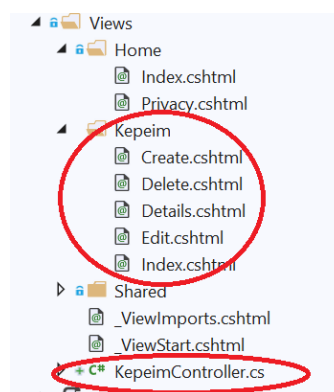 Views
Home
Index.cshtml
Privacy.cshtml
Kepeim
Create.cshtml
Delete.cshtml
Details.cshtml
Edit.cshtml
Index.cshtml
Shared
_ViewImports.cshtml
_ViewStart.cshtml
+ C# KepeimController.cs